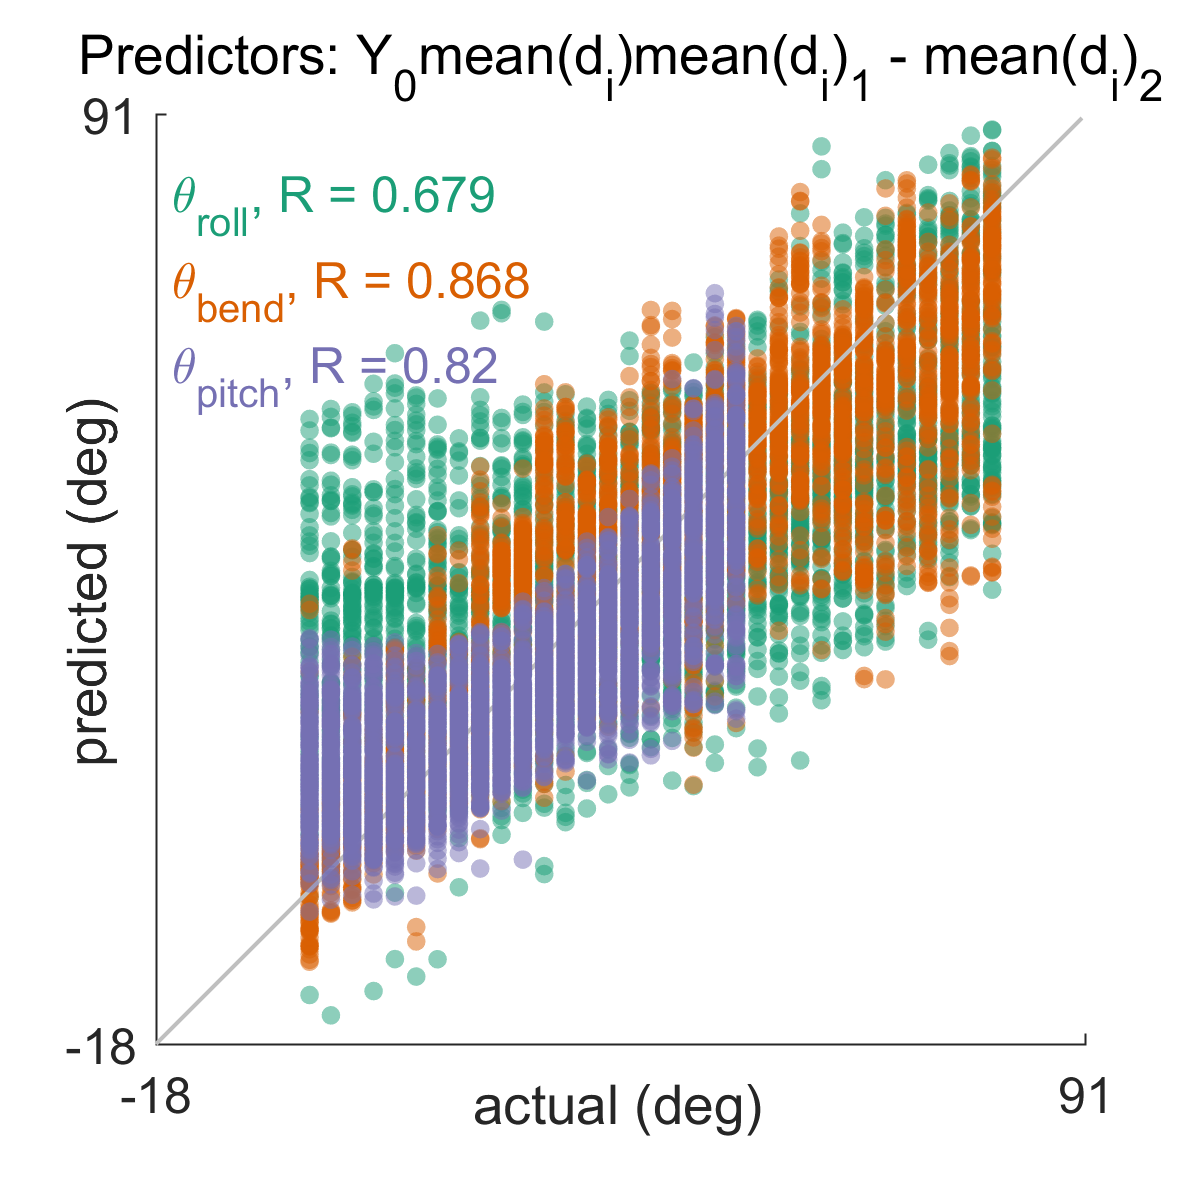 Predictors: Y₀mean(dᵢ)mean(dᵢ)₁ - mean(dᵢ)₂
91
θroll, R = 0.679
θbend, R = 0.868
θpitch, R = 0.82
predicted (deg)
-18
-18
actual (deg)
91